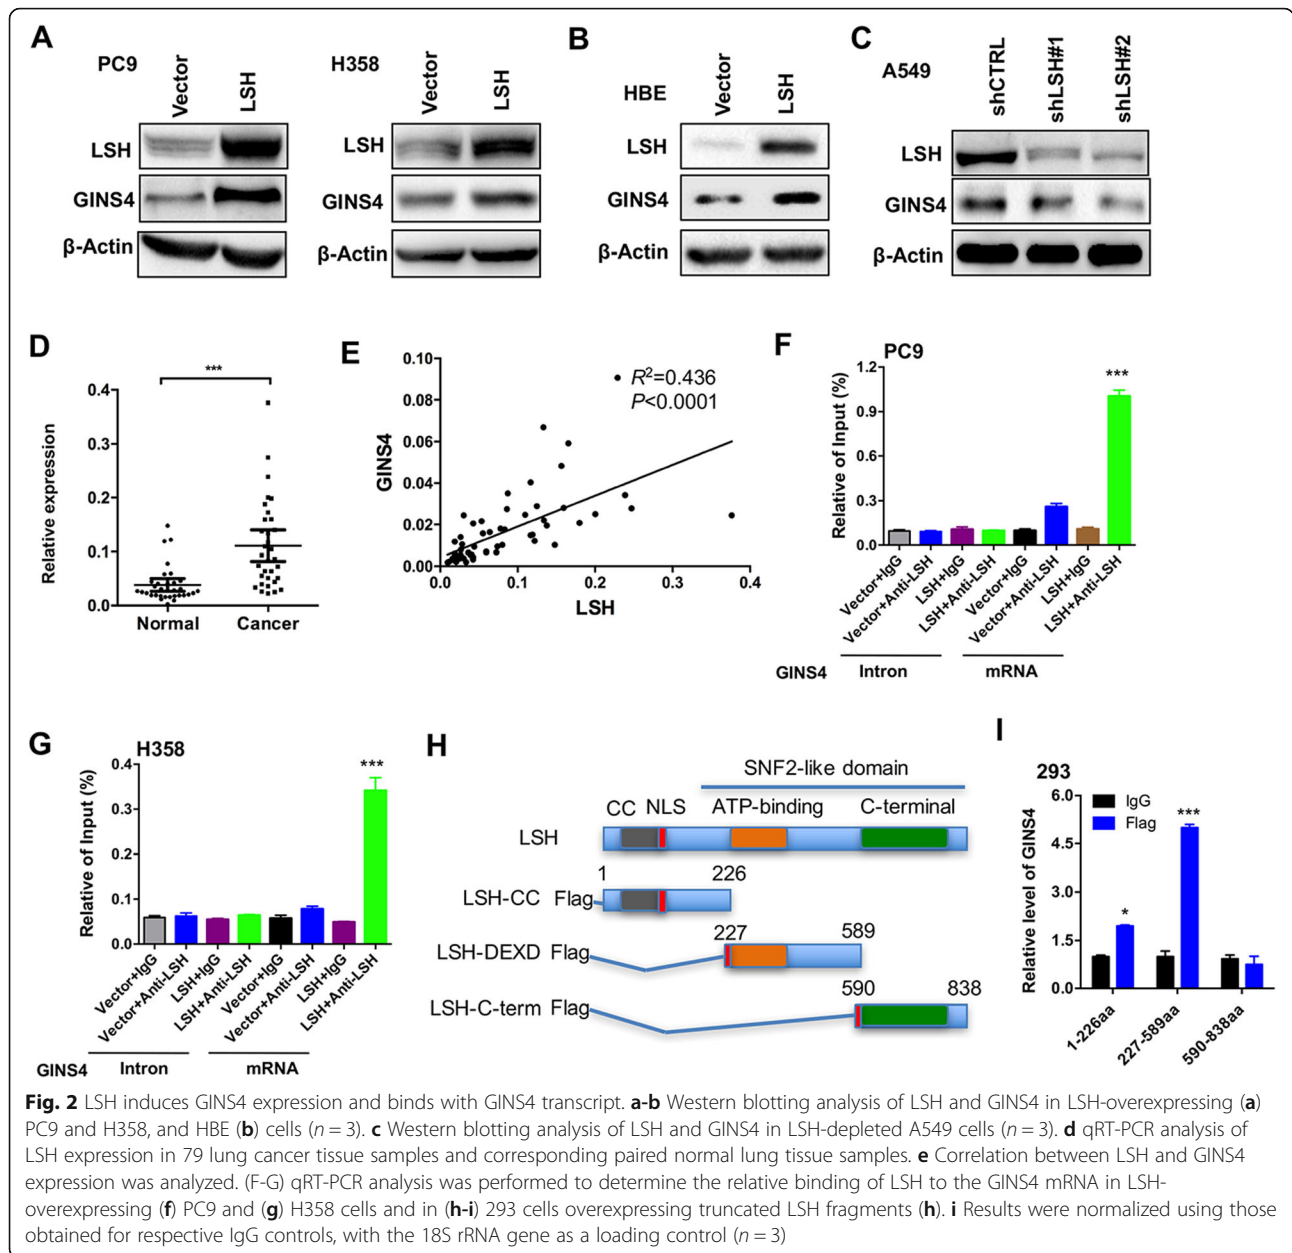 A
PC9
Vector
LSH
LSH
GINS4
β-Actin
H358
Vector
LSH
LSH
GINS4
β-Actin
B
HBE
Vector
LSH
LSH
GINS4
β-Actin
C
A549
shCTRL
shLSH#1
shLSH#2
LSH
GINS4
β-Actin
D
***
Relative expression
0.4
0.3
0.2
0.1
0.0
Normal Cancer
E
GINS4
0.10
0.08
0.06
0.04
0.02
0.00
R²=0.436
P<0.0001
0.0 0.1 0.2 0.3 0.4
LSH
F
PC9
Relative of Input (%)
1.2
0.9
0.6
0.3
0.0
***
Vector+IgG
Vector+Anti-LSH
LSH+IgG
LSH+Anti-LSH
Vector+IgG
Vector+Anti-LSH
LSH+IgG
LSH+Anti-LSH
GINS4 Intron mRNA
G
H358
Relative of Input (%)
0.4
0.3
0.2
0.1
0.0
***
Vector+IgG
Vector+Anti-LSH
LSH+IgG
LSH+Anti-LSH
Vector+IgG
Vector+Anti-LSH
LSH+IgG
LSH+Anti-LSH
GINS4 Intron mRNA
H
SNF2-like domain
CC NLS ATP-binding C-terminal
LSH
1 226
LSH-CC Flag
227 589
LSH-DEXD Flag
590 838
LSH-C-term Flag
I
293
Relative level of GINS4
6.0
4.5
3.0
1.5
0.0
IgG
Flag
*
***
1-226aa
227-589aa
590-838aa
Fig. 2 LSH induces GINS4 expression and binds with GINS4 transcript. a-b Western blotting analysis of LSH and GINS4 in LSH-overexpressing (a)
PC9 and H358, and HBE (b) cells (n = 3). c Western blotting analysis of LSH and GINS4 in LSH-depleted A549 cells (n = 3). d qRT-PCR analysis of
LSH expression in 79 lung cancer tissue samples and corresponding paired normal lung tissue samples. e Correlation between LSH and GINS4
expression was analyzed. (F-G) qRT-PCR analysis was performed to determine the relative binding of LSH to the GINS4 mRNA in LSH-
overexpressing (f) PC9 and (g) H358 cells and in (h-i) 293 cells overexpressing truncated LSH fragments (h). i Results were normalized using those
obtained for respective IgG controls, with the 18S rRNA gene as a loading control (n = 3)